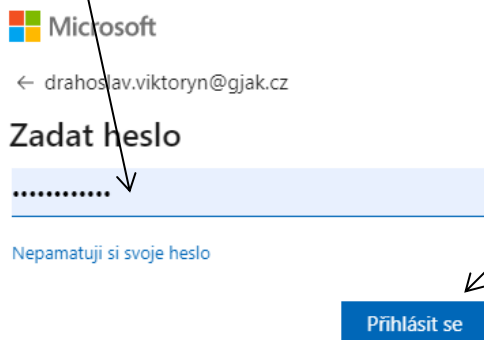 Microsoft
← drahoslav.viktoryn@gjak.cz
Zadat heslo
••••••••••••
Nepamatuji si svoje heslo
Přihlásit se